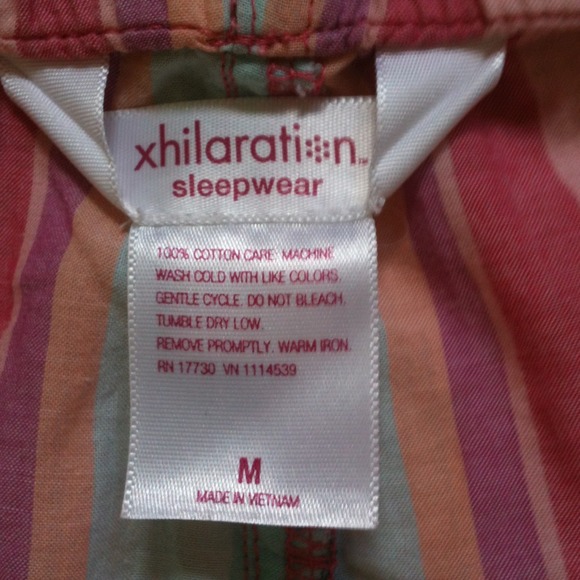 xhilaration™
sleepwear
100% COTTON CARE: MACHINE
WASH COLD WITH LIKE COLORS.
GENTLE CYCLE. DO NOT BLEACH.
TUMBLE DRY LOW.
REMOVE PROMPTLY. WARM IRON.
RN 17730 VN 1114539
M
MADE IN VIETNAM